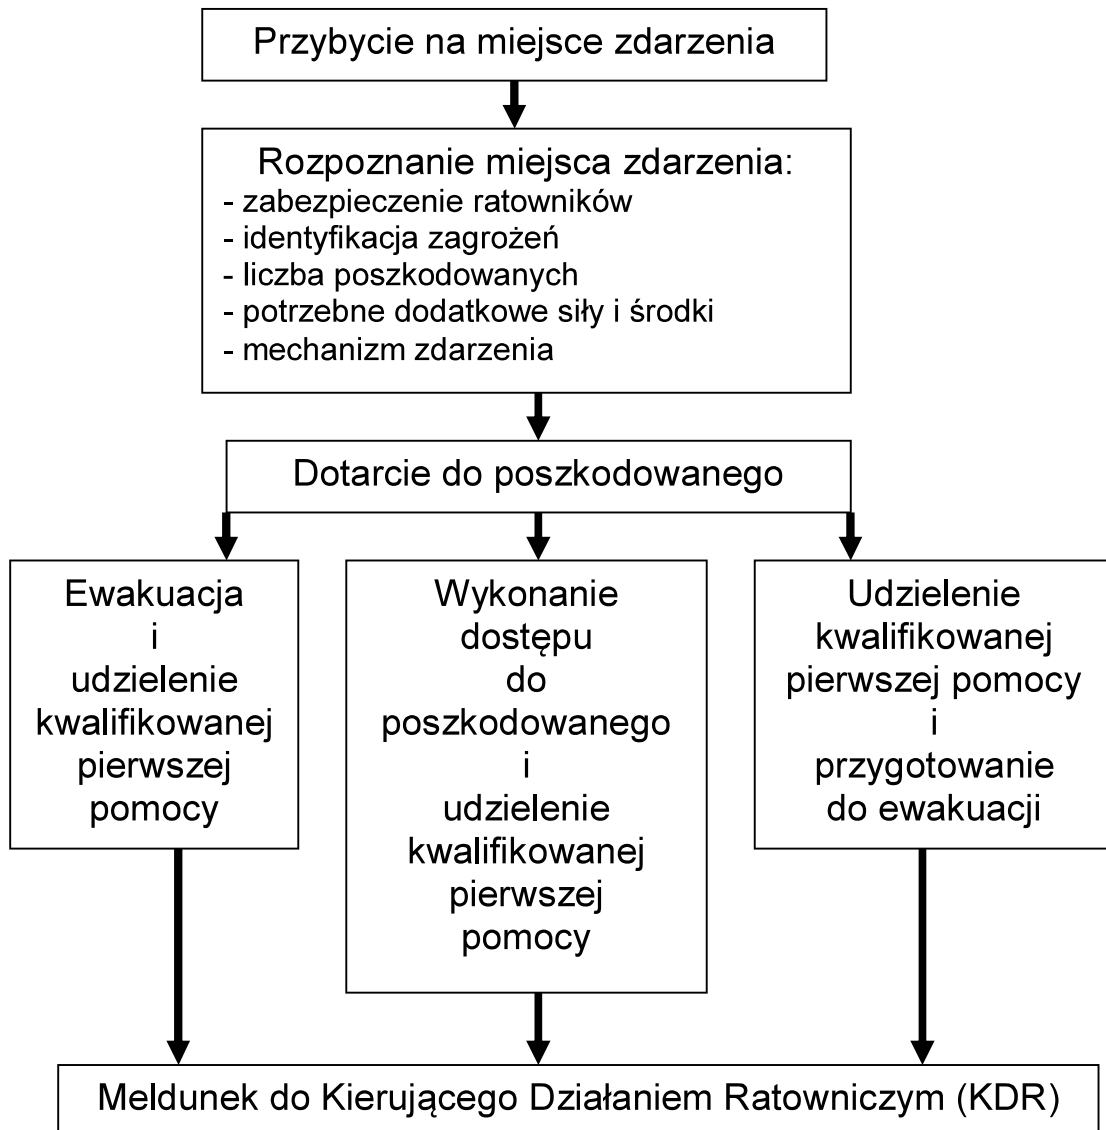 Przybycie na miejsce zdarzenia
Rozpoznanie miejsca zdarzenia:
- zabezpieczenie ratowników
- identyfikacja zagrożeń
- liczba poszkodowanych
- potrzebne dodatkowe siły i środki
- mechanizm zdarzenia
Dotarcie do poszkodowanego
Ewakuacja
i
udzielenie
kwalifikowanej
pierwszej
pomocy
Wykonanie
dostępu
do
poszkodowanego
i
udzielenie
kwalifikowanej
pierwszej
pomocy
Udzielenie
kwalifikowanej
pierwszej pomocy
i
przygotowanie
do ewakuacji
Meldunek do Kierującego Działaniem Ratowniczym (KDR)